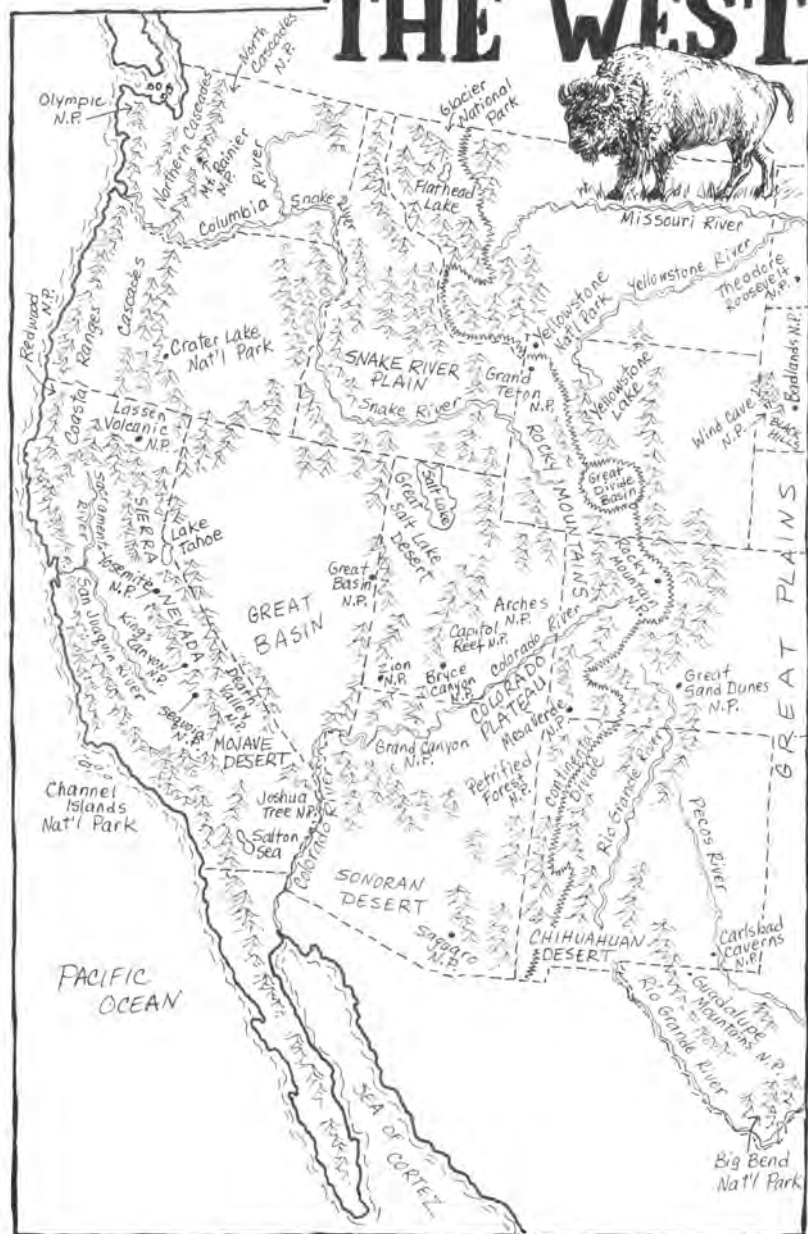 THE WEST
North
Cascades
N.P.
Olympic
N.P.
Northern Cascades
Mt. Rainier
N.P.
Columbia River
Snake River
Glacier
National
Park
Flathead
Lake
Missouri River
Yellowstone River
Theodore
Roosevelt
N.P.
Redwood
N.P.
Coastal Ranges
Cascades
Crater Lake
Nat'l Park
SNAKE RIVER
PLAIN
Snake River
Yellowstone
Nat'l Park
Grand
Teton
N.P.
Yellowstone
Lake
Badlands N.P.
Wind Cave
N.P.
Black
Hills
Lassen
Volcanic
N.P.
Sacramento
River
SIERRA
NEVADA
Lake
Tahoe
Great
Salt Lake
Salt Lake
Desert
ROCKY
MOUNTAINS
Great
Divide
Basin
GREAT PLAINS
Yosemite
N.P.
San Juaquin River
Kings
Canyon
N.P.
Sequoia
N.P.
Death
Valley
N.P.
GREAT
BASIN
Great
Basin
N.P.
Arches
N.P.
Capitol
Reef N.P.
Colorado River
Rocky
Mountain
N.P.
Zion
N.P.
Bryce
Canyon
N.P.
COLORADO
PLATEAU
Mesa Verde
N.P.
Great
Sand Dunes
N.P.
MOJAVE
DESERT
Grand Canyon
N.P.
Petrified
Forest
N.P.
Continental
Divide
Rio Grande River
Pecos River
Channel
Islands
Nat'l Park
Joshua
Tree N.P.
Salton
Sea
Colorado River
SONORAN
DESERT
Saguaro
N.P.
CHIHUAHUAN
DESERT
Carlsbad
Caverns
N.P.
Guadalupe
Mountains
N.P.
Rio Grande
River
PACIFIC
OCEAN
SEA OF CORTEZ
Big Bend
Nat'l Park